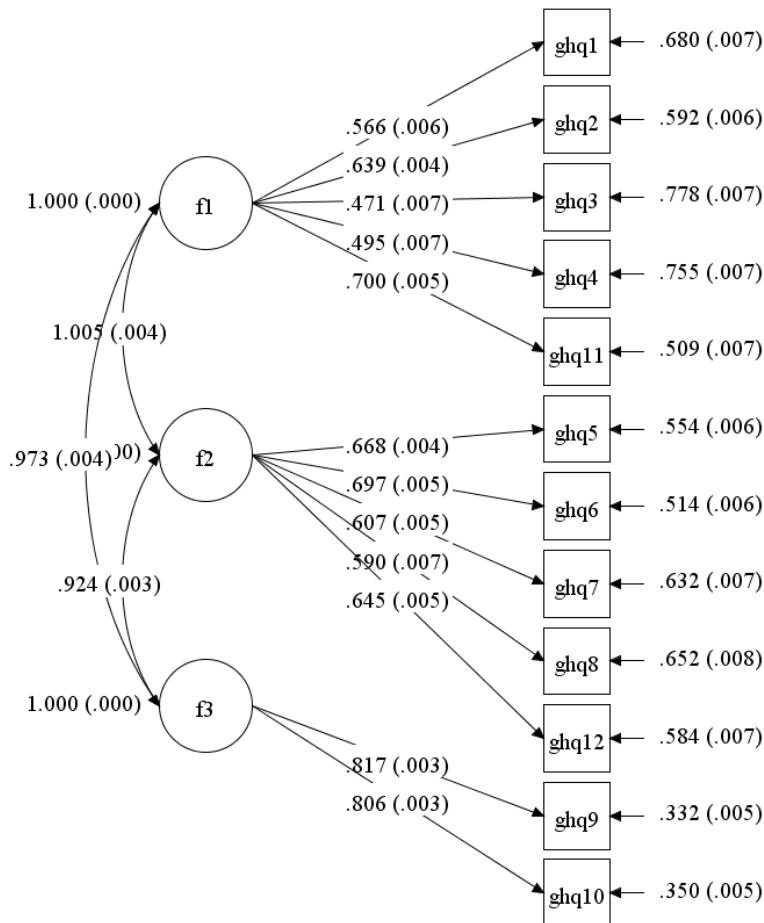 ghq1
.680 (.007)
.566 (.006)
ghq2
.592 (.006)
.639 (.004)
1.000 (.000)
f1
.471 (.007)
ghq3
.778 (.007)
.495 (.007)
ghq4
.755 (.007)
.700 (.005)
1.005 (.004)
ghq11
.509 (.007)
.668 (.004)
ghq5
.554 (.006)
.973 (.004)
00)
f2
.697 (.005)
ghq6
.514 (.006)
.607 (.005)
.590 (.007)
ghq7
.632 (.007)
.924 (.003)
.645 (.005)
ghq8
.652 (.008)
1.000 (.000)
f3
ghq12
.584 (.007)
.817 (.003)
.806 (.003)
ghq9
.332 (.005)
ghq10
.350 (.005)